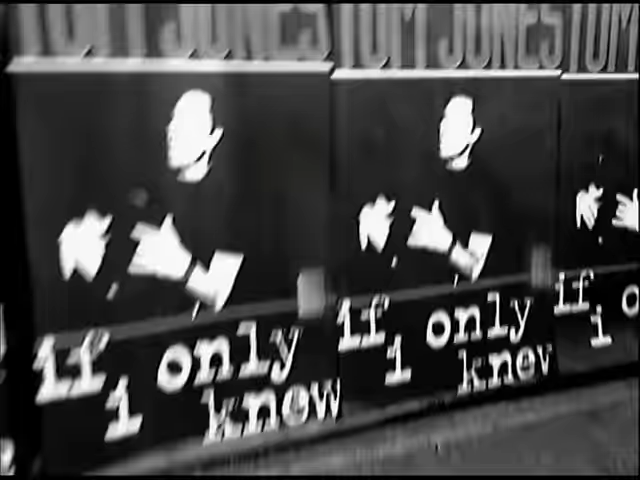 TOM JONES
if only
i knew
TOM JONES
if only
i knew
TOM
if o
i